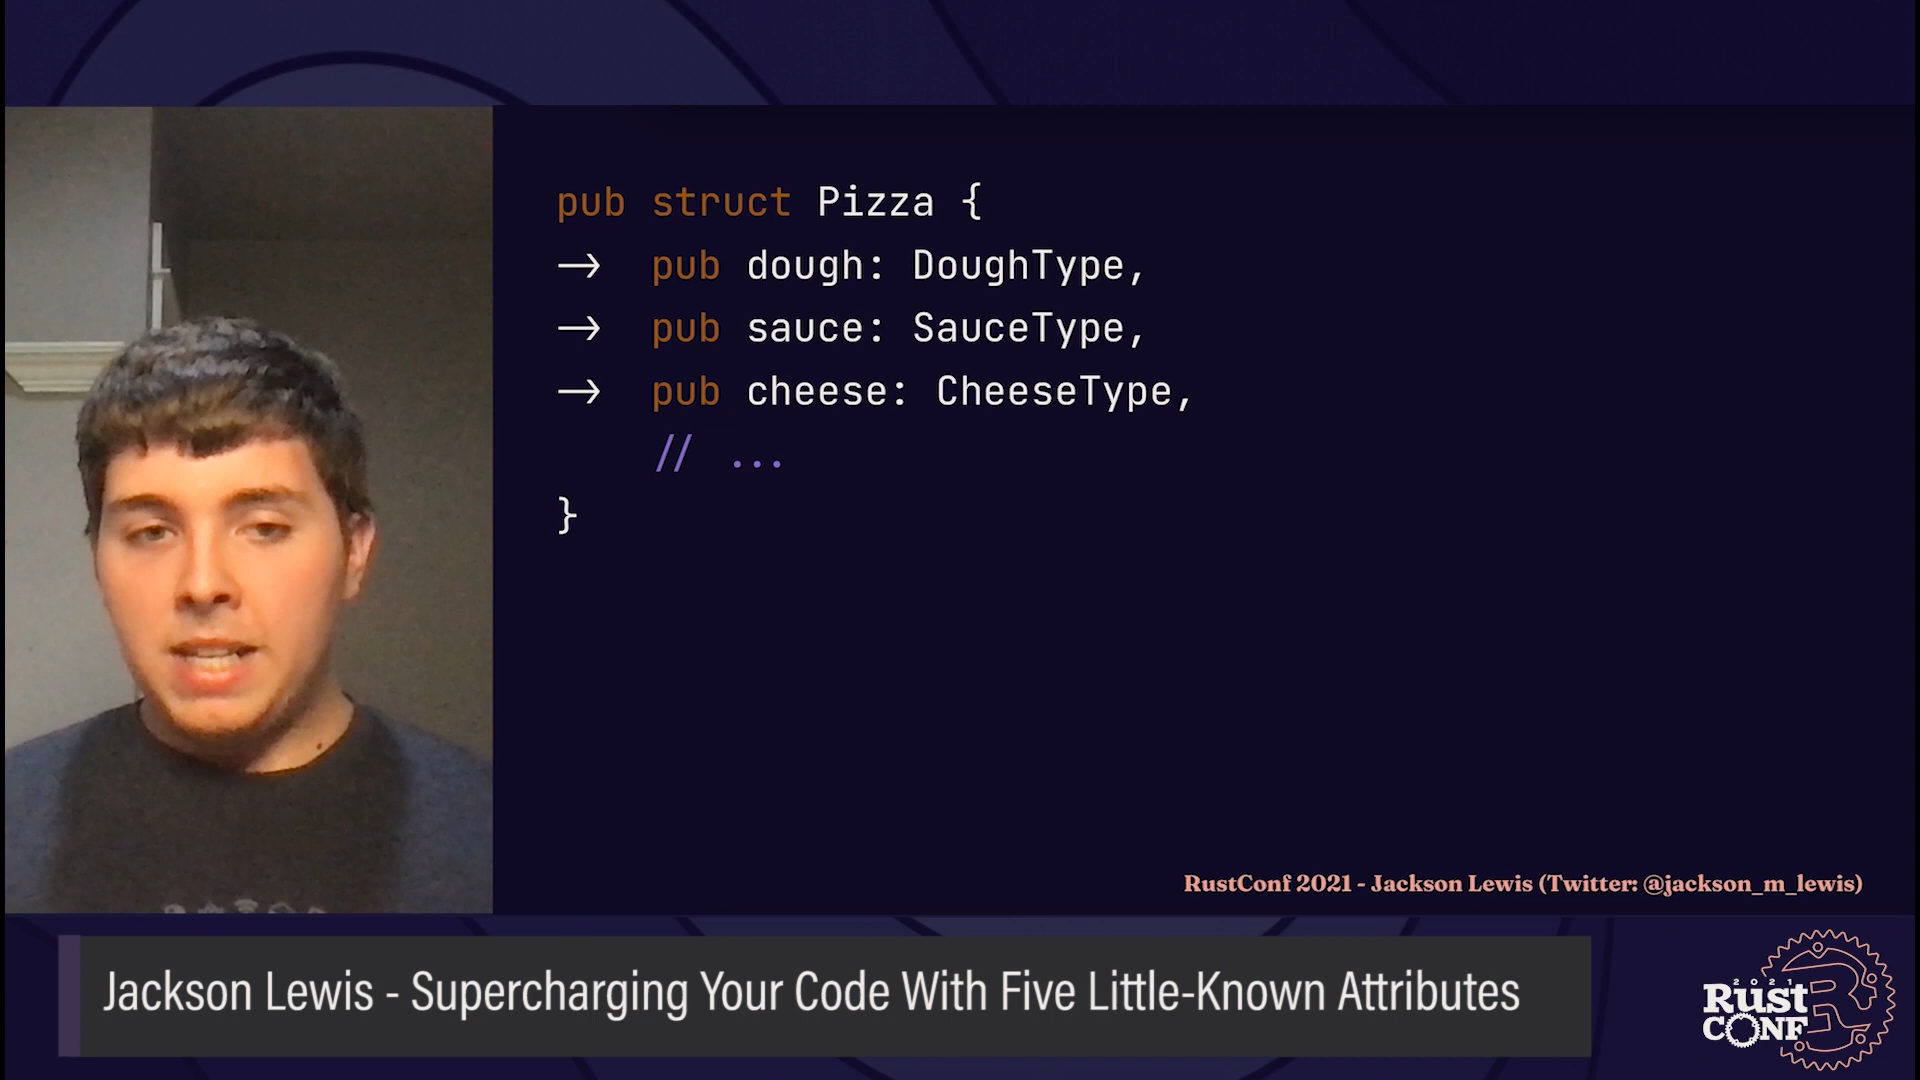 pub struct Pizza {
→ pub dough: DoughType,
→ pub sauce: SauceType,
→ pub cheese: CheeseType,
// ...
}
RustConf 2021 - Jackson Lewis (Twitter: @jackson_m_lewis)
Jackson Lewis - Supercharging Your Code With Five Little-Known Attributes
2021
Rust
CONF
R